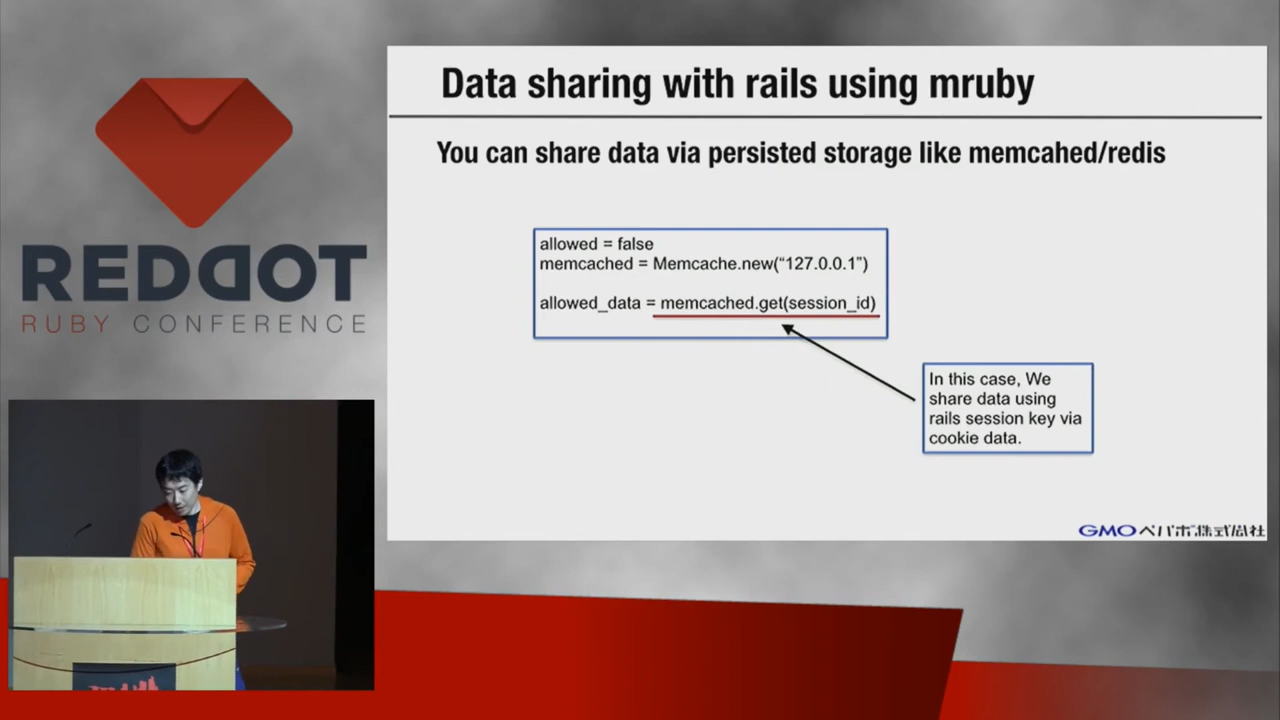 REDDOT
RUBY CONFERENCE
Data sharing with rails using mruby
You can share data via persisted storage like memcahed/redis
allowed = false
memcached = Memcache.new(“127.0.0.1”)
allowed_data = memcached.get(session_id)
In this case, We
share data using
rails session key via
cookie data.
GMOペパボ株式会社